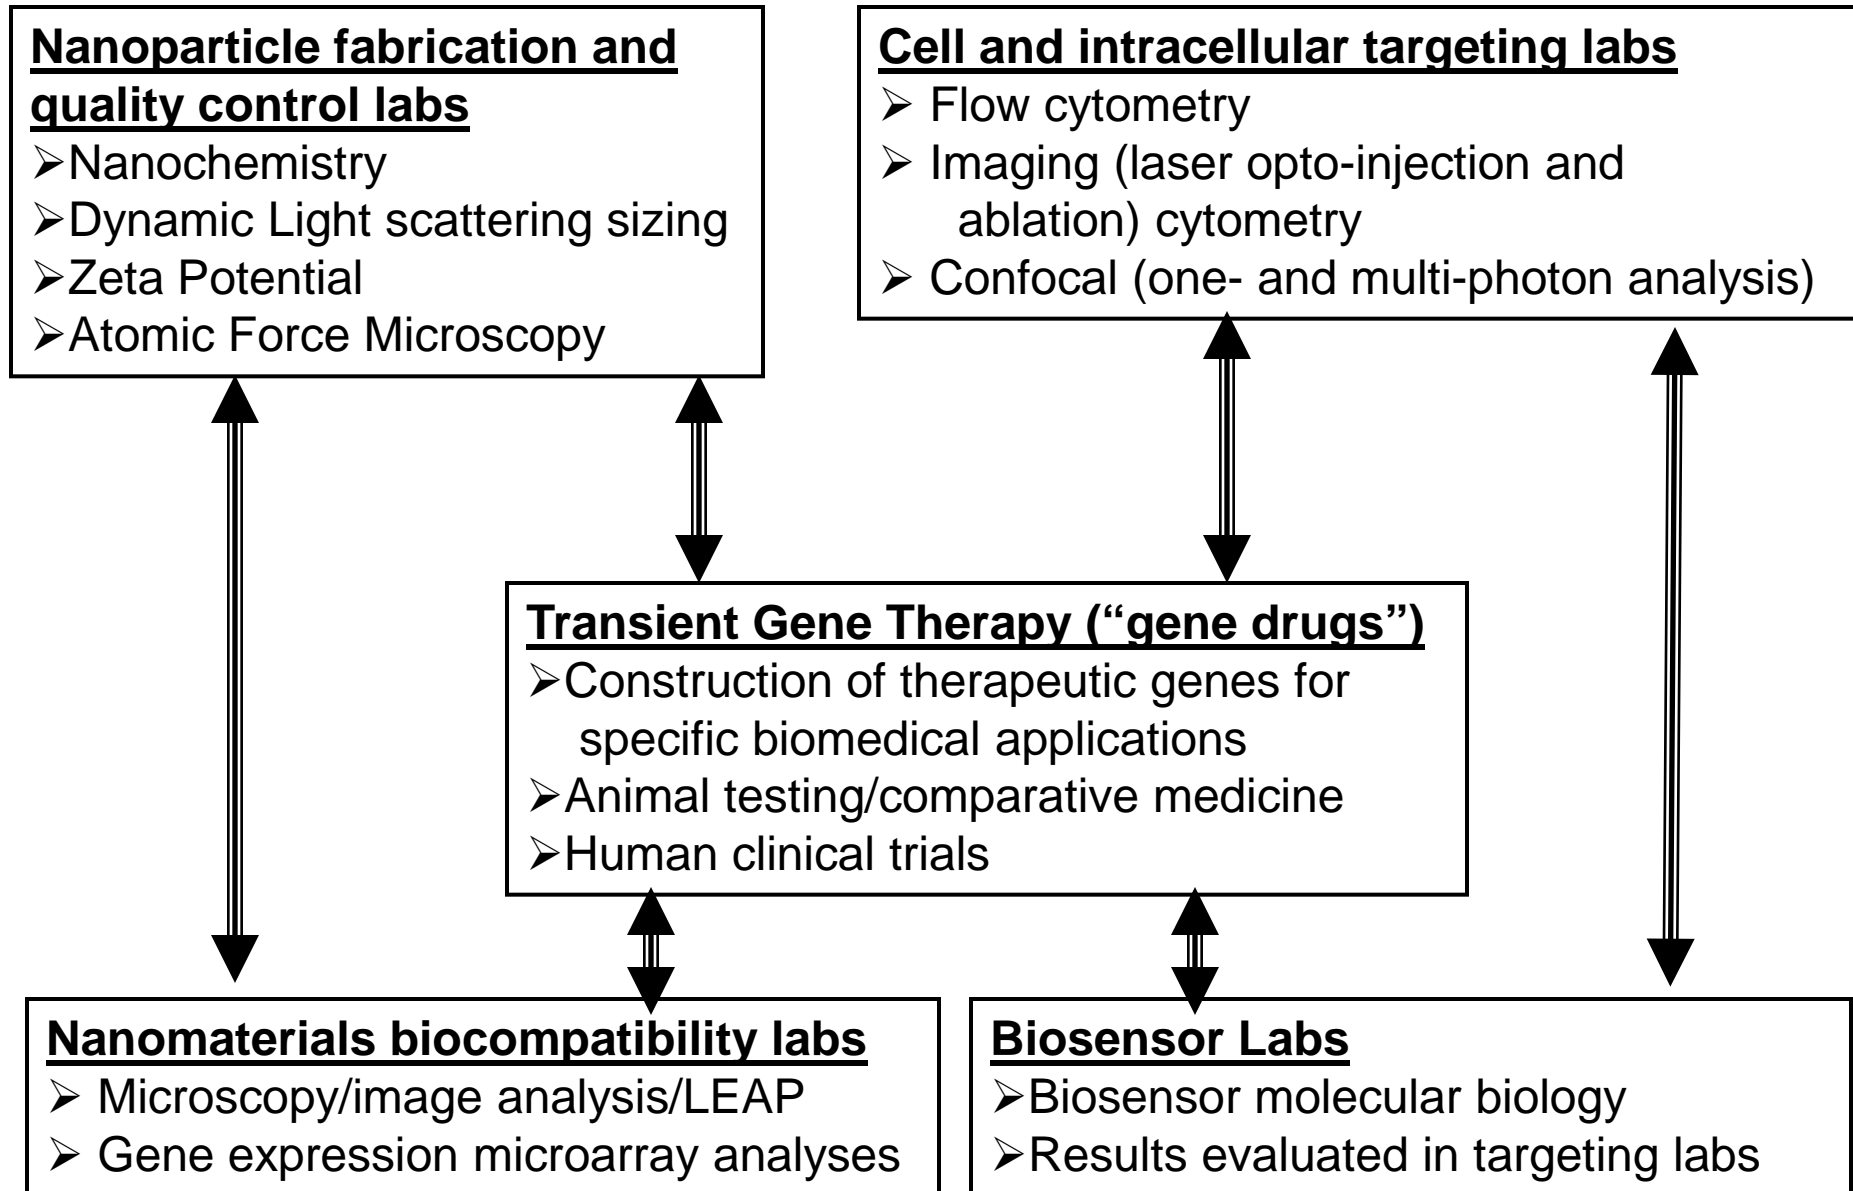 Nanoparticle fabrication and
quality control labs
➢Nanochemistry
➢Dynamic Light scattering sizing
➢Zeta Potential
➢Atomic Force Microscopy
Cell and intracellular targeting labs
➢ Flow cytometry
➢ Imaging (laser opto-injection and
ablation) cytometry
➢ Confocal (one- and multi-photon analysis)
Transient Gene Therapy (“gene drugs”)
➢Construction of therapeutic genes for
specific biomedical applications
➢Animal testing/comparative medicine
➢Human clinical trials
Nanomaterials biocompatibility labs
➢ Microscopy/image analysis/LEAP
➢ Gene expression microarray analyses
Biosensor Labs
➢Biosensor molecular biology
➢Results evaluated in targeting labs